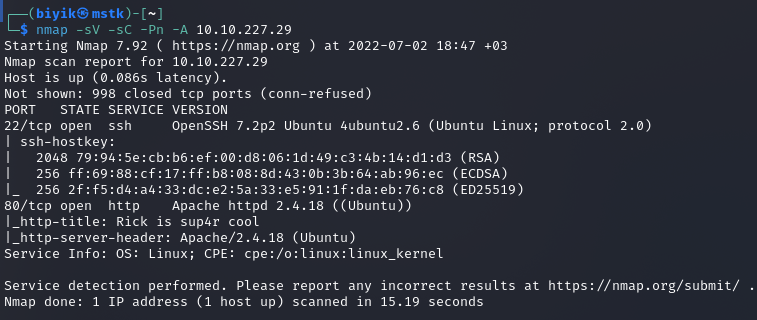 ┌──(biyik㉿mstk)-[~]
└─$ nmap -sV -sC -Pn -A 10.10.227.29
Starting Nmap 7.92 ( https://nmap.org ) at 2022-07-02 18:47 +03
Nmap scan report for 10.10.227.29
Host is up (0.086s latency).
Not shown: 998 closed tcp ports (conn-refused)
PORT   STATE SERVICE VERSION
22/tcp open  ssh     OpenSSH 7.2p2 Ubuntu 4ubuntu2.6 (Ubuntu Linux; protocol 2.0)
| ssh-hostkey:
|   2048 79:94:5e:cb:b6:ef:00:d8:06:1d:49:c3:4b:14:d1:d3 (RSA)
|   256 ff:69:88:cf:17:ff:b8:08:8d:43:0b:3b:64:ab:96:ec (ECDSA)
|_  256 2f:f5:d4:a4:33:dc:e2:5a:33:e5:91:1f:da:eb:76:c8 (ED25519)
80/tcp open  http    Apache httpd 2.4.18 ((Ubuntu))
|_http-title: Rick is sup4r cool
|_http-server-header: Apache/2.4.18 (Ubuntu)
Service Info: OS: Linux; CPE: cpe:/o:linux:linux_kernel

Service detection performed. Please report any incorrect results at https://nmap.org/submit/ .
Nmap done: 1 IP address (1 host up) scanned in 15.19 seconds